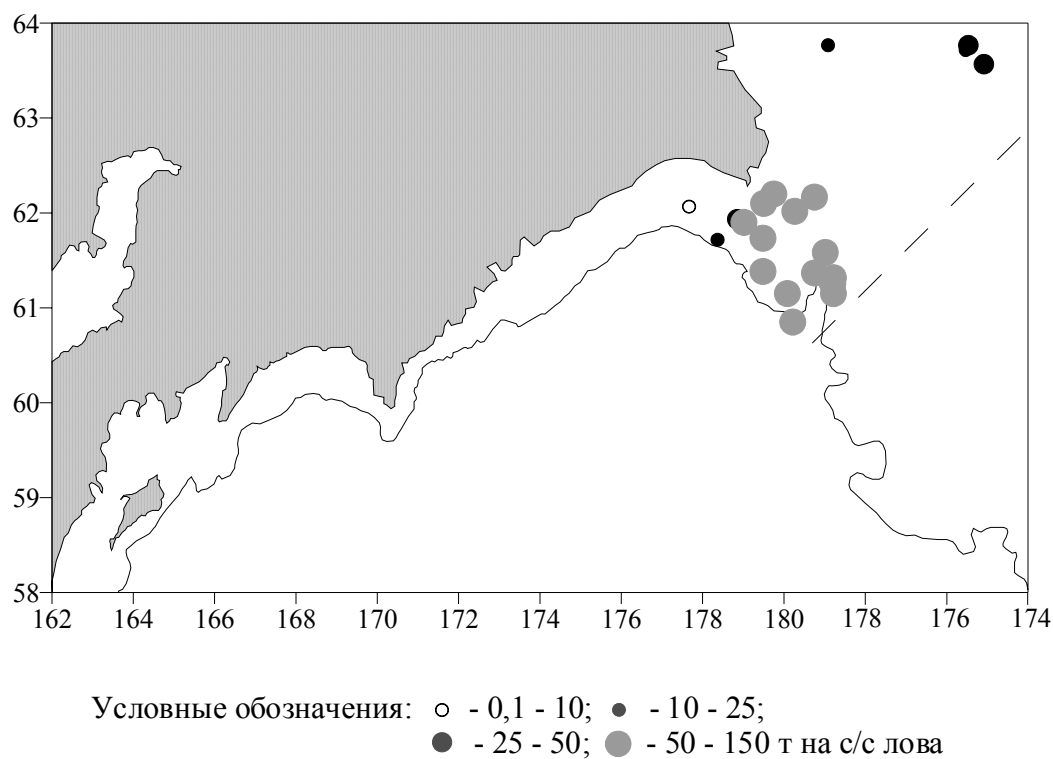 64
63
62
61
60
59
58
162 164 166 168 170 172 174 176 178 180 178 176 174
Условные обозначения: - 0,1 - 10; - 10 - 25;
- 25 - 50; - 50 - 150 т на с/с лова